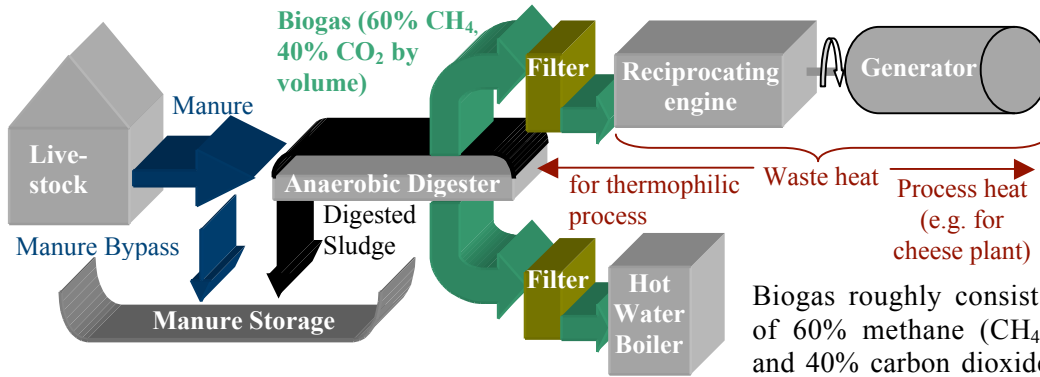 Biogas (60% CH4,
40% CO2 by
volume)
Filter
Reciprocating
engine
Generator
Manure
Live-
stock
Anaerobic Digester
for thermophilic
process
Waste heat
Process heat
(e.g. for
cheese plant)
Manure Bypass
Digested
Sludge
Filter
Hot
Water
Boiler
Manure Storage
Biogas roughly consist
of 60% methane (CH4
and 40% carbon dioxide